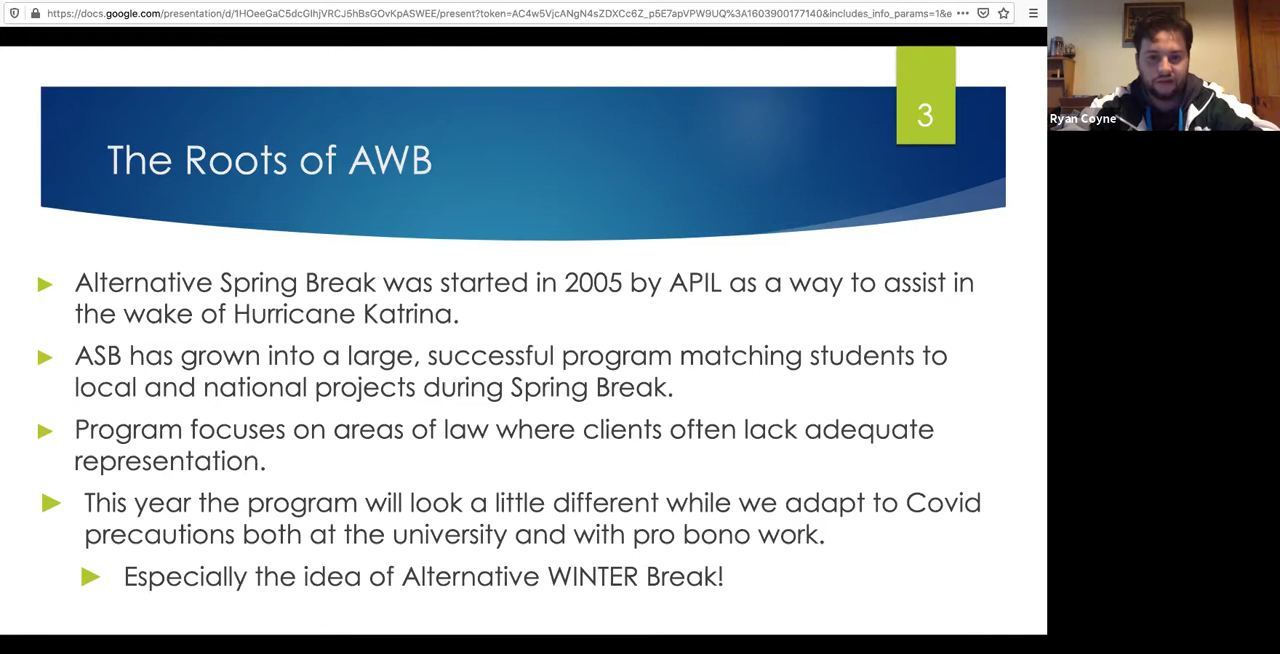 https://docs.google.com/presentation/d/1HOeeGaC5dcGIhjVRCJ5hBsGOvKpASWEE/present?token=AC4w5VjcANgN4sZDXCc6Z_p5E7apVPW9UQ%3A1603900177140&includes_info_params=1&e
Ryan Coyne
3
The Roots of AWB
Alternative Spring Break was started in 2005 by APIL as a way to assist in
the wake of Hurricane Katrina.
ASB has grown into a large, successful program matching students to
local and national projects during Spring Break.
Program focuses on areas of law where clients often lack adequate
representation.
This year the program will look a little different while we adapt to Covid
precautions both at the university and with pro bono work.
Especially the idea of Alternative WINTER Break!